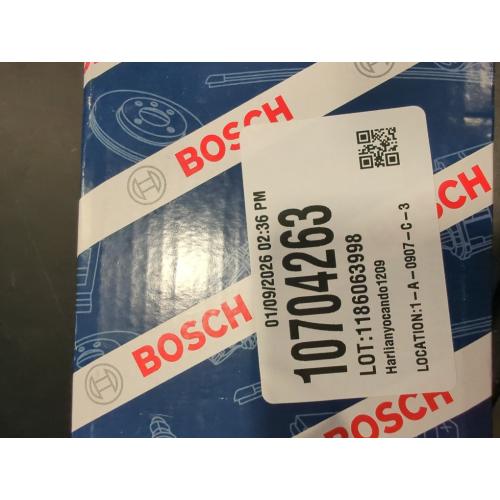 BOSCH
BOSCH
BOSCH
BOSCH
01/09/2026 02:36 PM
10704263
LOT:1186063998
Harlianyocando1209
LOCATION:1-A-0907-C-3